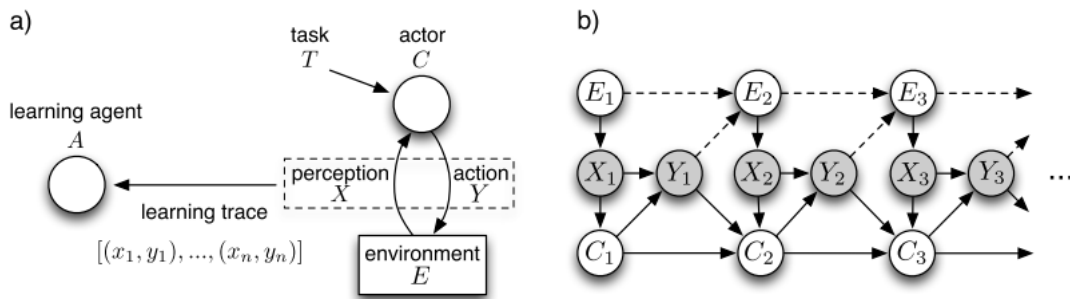 a)
task
T
actor
C
learning agent
A
perception
X
action
Y
learning trace
[(x₁, y₁), ..., (xₙ, yₙ)]
environment
E
b)
E₁ E₂ E₃
X₁ Y₁ X₂ Y₂ X₃ Y₃ ...
C₁ C₂ C₃